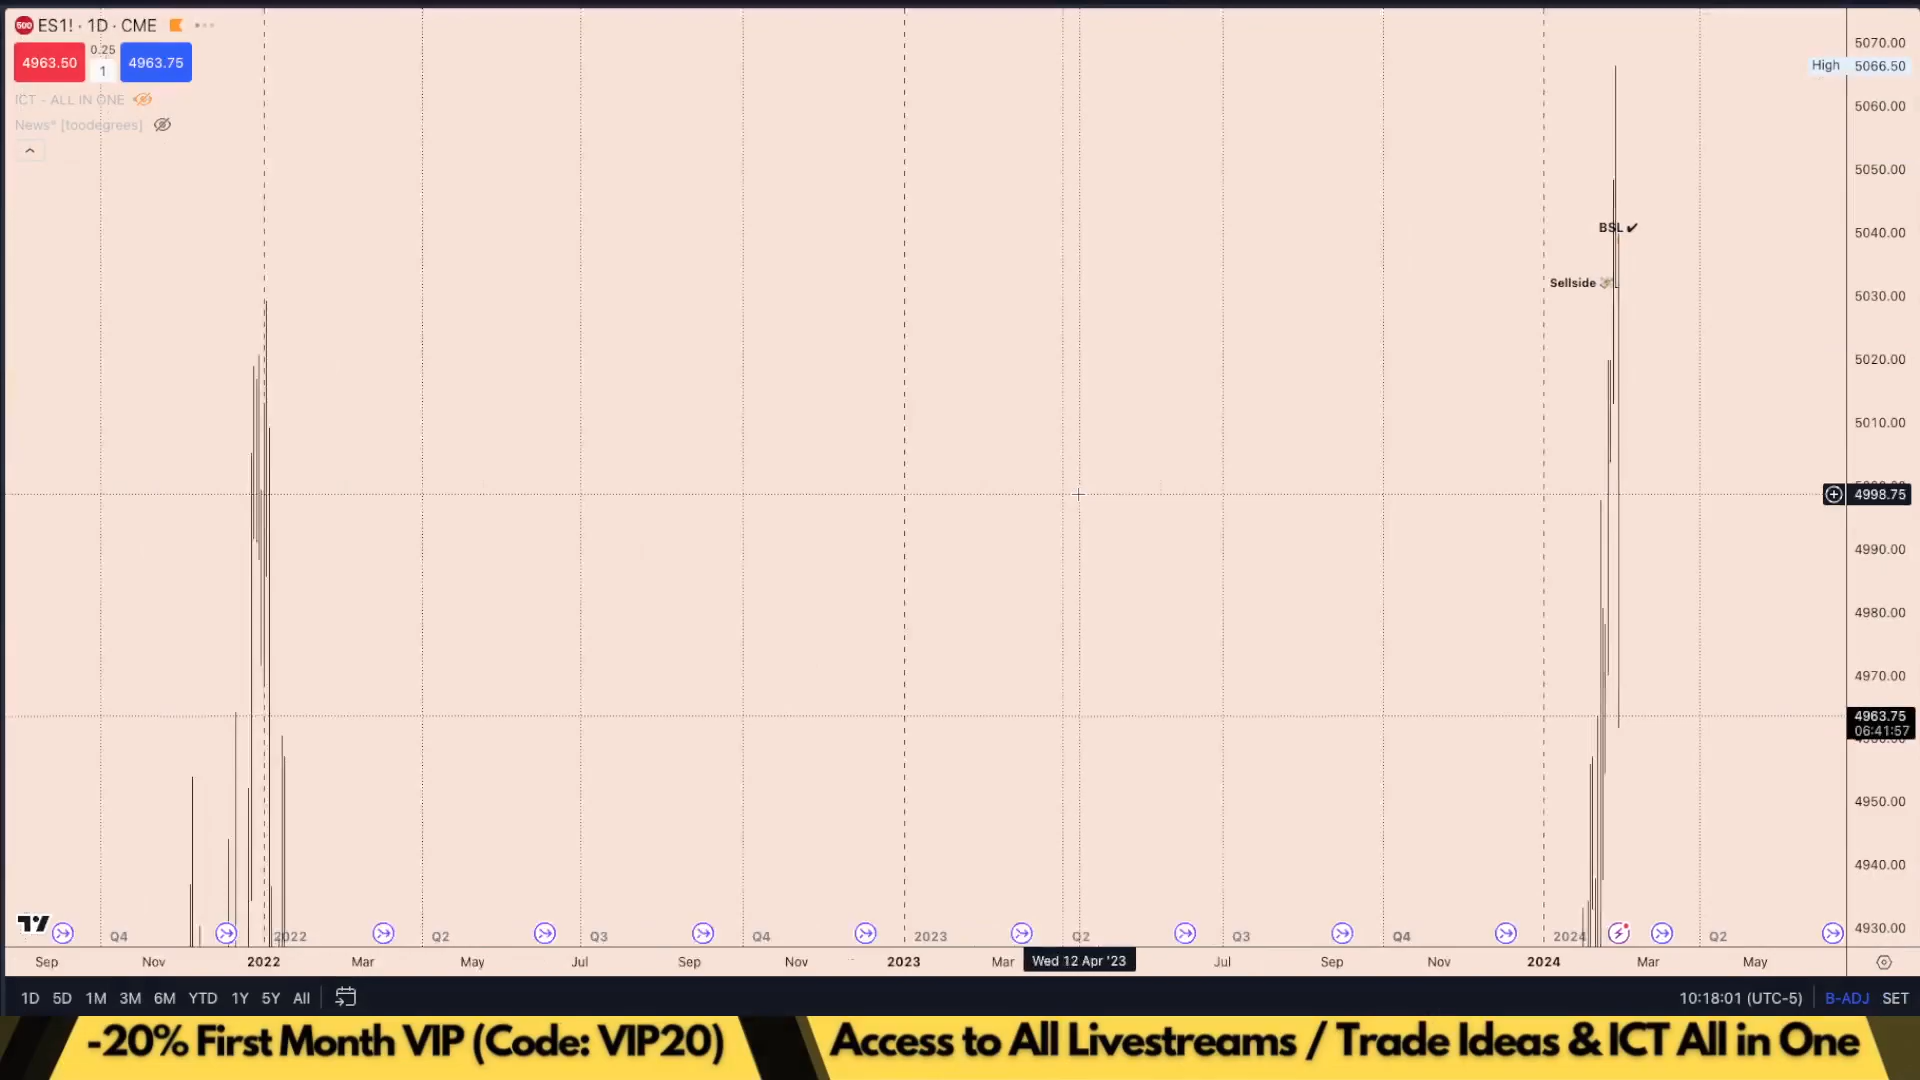 500 ES1! · 1D · CME
4963.50 0.25 1 4963.75
ICT - ALL IN ONE
News* [toodegrees]
5070.00
High 5066.50
5060.00
5050.00
BSL ✔
5040.00
Sellside
5030.00
5020.00
5010.00
4998.75
4990.00
4980.00
4970.00
4963.75
06:41:57
4950.00
4940.00
4930.00
Q4 2022 Q2 Q3 Q4 2023 Q2 Q3 Q4 2024 Q2
Sep Nov 2022 Mar May Jul Sep Nov 2023 Mar Wed 12 Apr '23 Jul Sep Nov 2024 Mar May
1D 5D 1M 3M 6M YTD 1Y 5Y All 10:18:01 (UTC-5) B-ADJ SET
-20% First Month VIP (Code: VIP20) Access to All Livestreams / Trade Ideas & ICT All in One